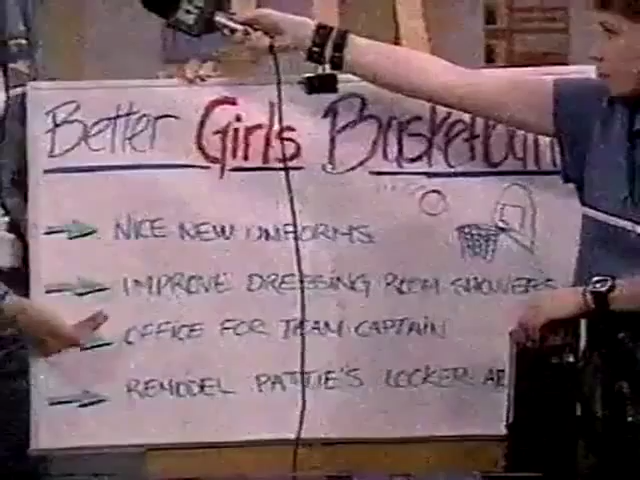 Better Girls Basketball
NICE NEW UNIFORMS
IMPROVE DRESSING ROOM SHOWERS
OFFICE FOR TEAM CAPTAIN
REMODEL PATTIE'S LOCKER